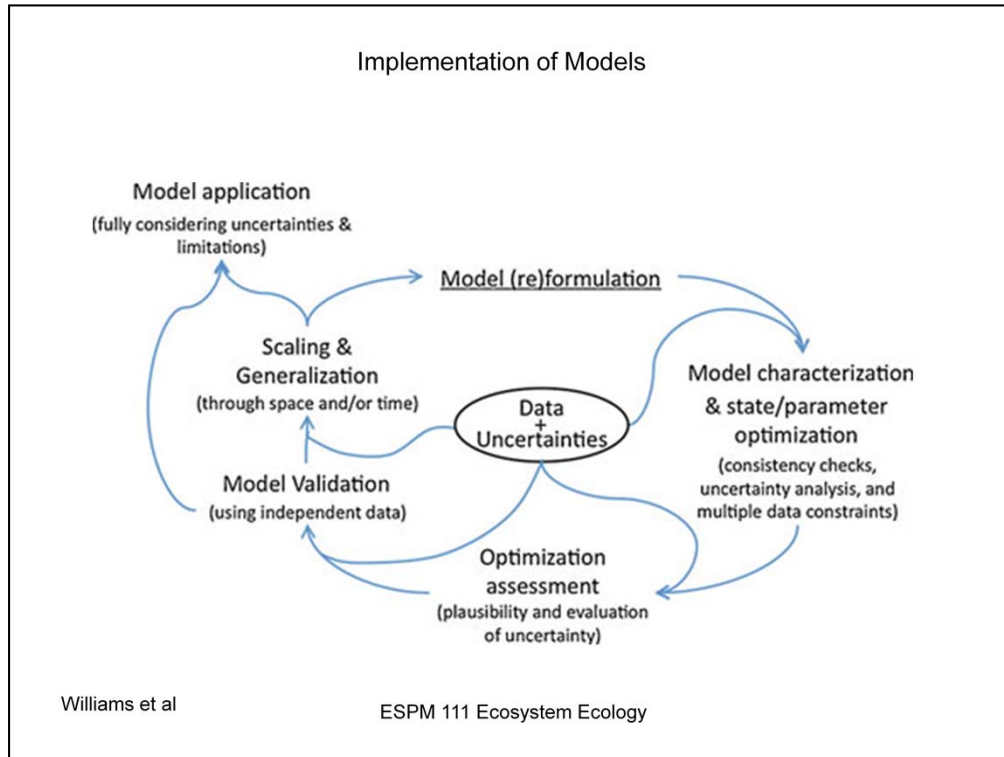 Implementation of Models
Model application
(fully considering uncertainties &
limitations)
Model (re)formulation
Scaling &
Generalization
(through space and/or time)
Data
+
Uncertainties
Model characterization
& state/parameter
optimization
(consistency checks,
uncertainty analysis, and
multiple data constraints)
Model Validation
(using independent data)
Optimization
assessment
(plausibility and evaluation
of uncertainty)
Williams et al
ESPM 111 Ecosystem Ecology